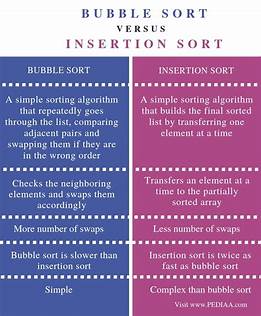 BUBBLE SORT
VERSUS
INSERTION SORT
BUBBLE SORT
A simple sorting algorithm
that repeatedly goes
through the list, comparing
adjacent pairs and
swapping them if they are
in the wrong order
Checks the neighboring
elements and swaps them
accordingly
More number of swaps
Bubble sort is slower than
insertion sort
Simple
INSERTION SORT
A simple sorting algorithm
that builds the final sorted
list by transferring one
element at a time
Transfers an element at a
time to the partially
sorted array
Less number of swaps
Insertion sort is twice as
fast as bubble sort
Complex than bubble sort
Visit www.PEDIAA.com